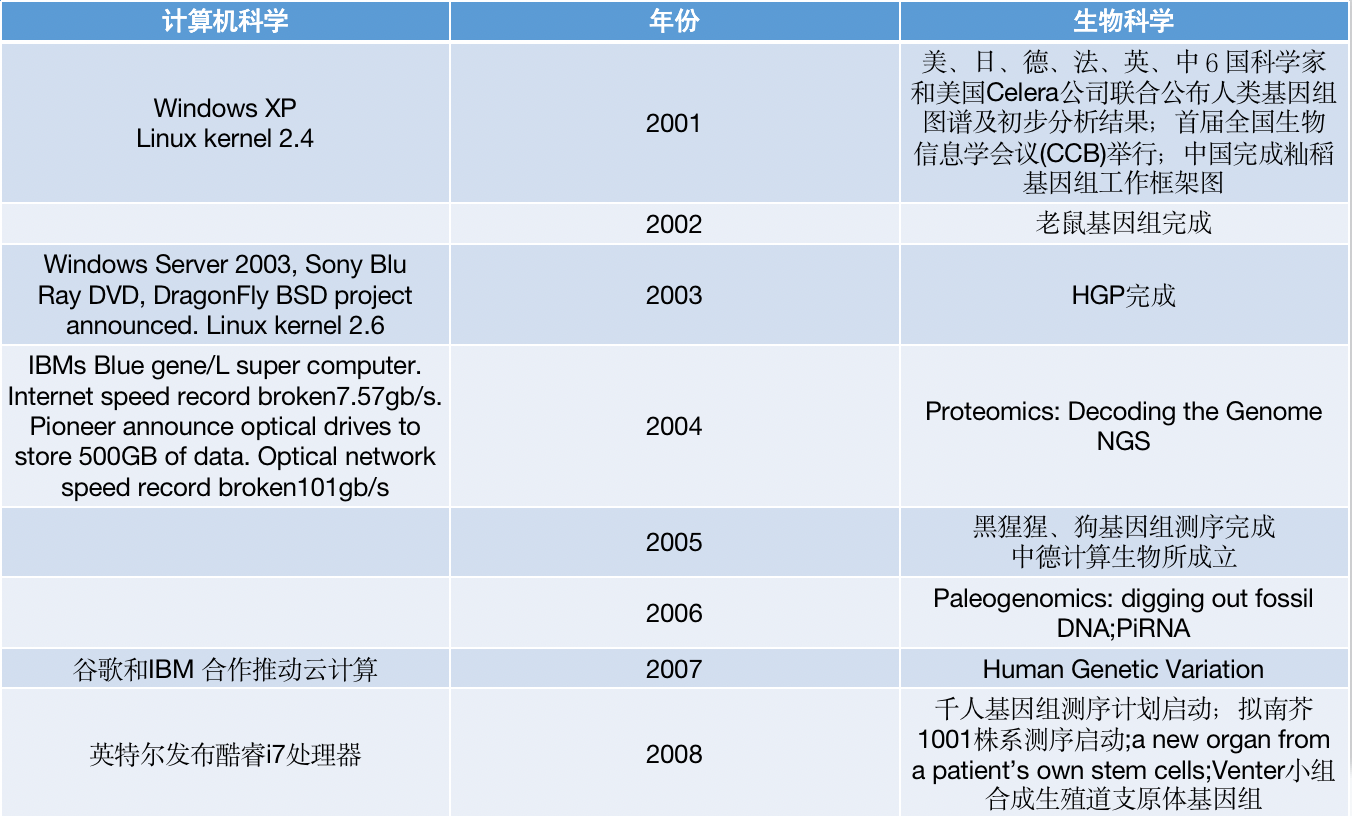 计算机科学 年份 生物科学
Windows XP
Linux kernel 2.4
2001
美、日、德、法、英、中6国科学家
和美国Celera公司联合公布人类基因组
图谱及初步分析结果；首届全国生物
信息学会议(CCB)举行；中国完成籼稻
基因组工作框架图
2002
老鼠基因组完成
Windows Server 2003, Sony Blu
Ray DVD, DragonFly BSD project
announced. Linux kernel 2.6
2003
HGP完成
IBMs Blue gene/L super computer.
Internet speed record broken7.57gb/s.
Pioneer announce optical drives to
store 500GB of data. Optical network
speed record broken101gb/s
2004
Proteomics: Decoding the Genome
NGS
2005
黑猩猩、狗基因组测序完成
中德计算生物所成立
2006
Paleogenomics: digging out fossil
DNA;PiRNA
谷歌和IBM 合作推动云计算
2007
Human Genetic Variation
英特尔发布酷睿i7处理器
2008
千人基因组测序计划启动；拟南芥
1001株系测序启动;a new organ from
a patient’s own stem cells;Venter小组
合成生殖道支原体基因组